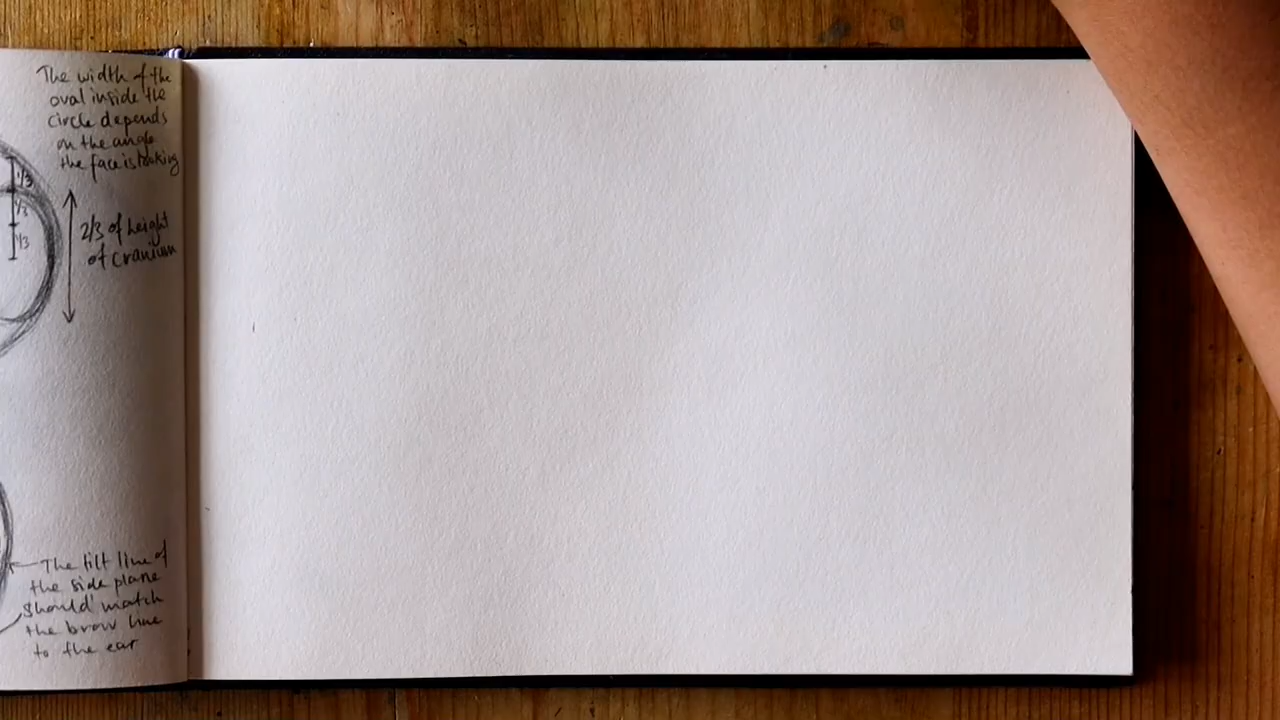 The width of the
oval inside the
circle depends
on the angle
the face is looking
1/3
1/3
1/3
2/3 of height
of cranium
The tilt line of
the side plane
should match
the brow line
to the ear